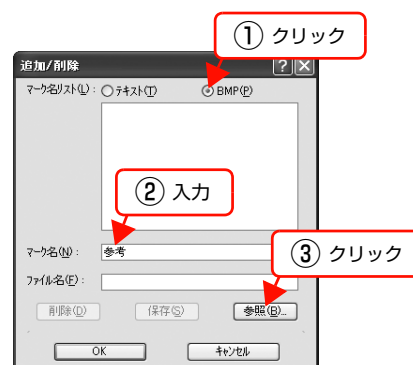 ① クリック
追加/削除
マーク名リスト(L): テキスト(T) BMP(P)
② 入力
マーク名(N): 参考
③ クリック
ファイル名(F):
削除(D) 保存(S) 参照(B)...
OK キャンセル